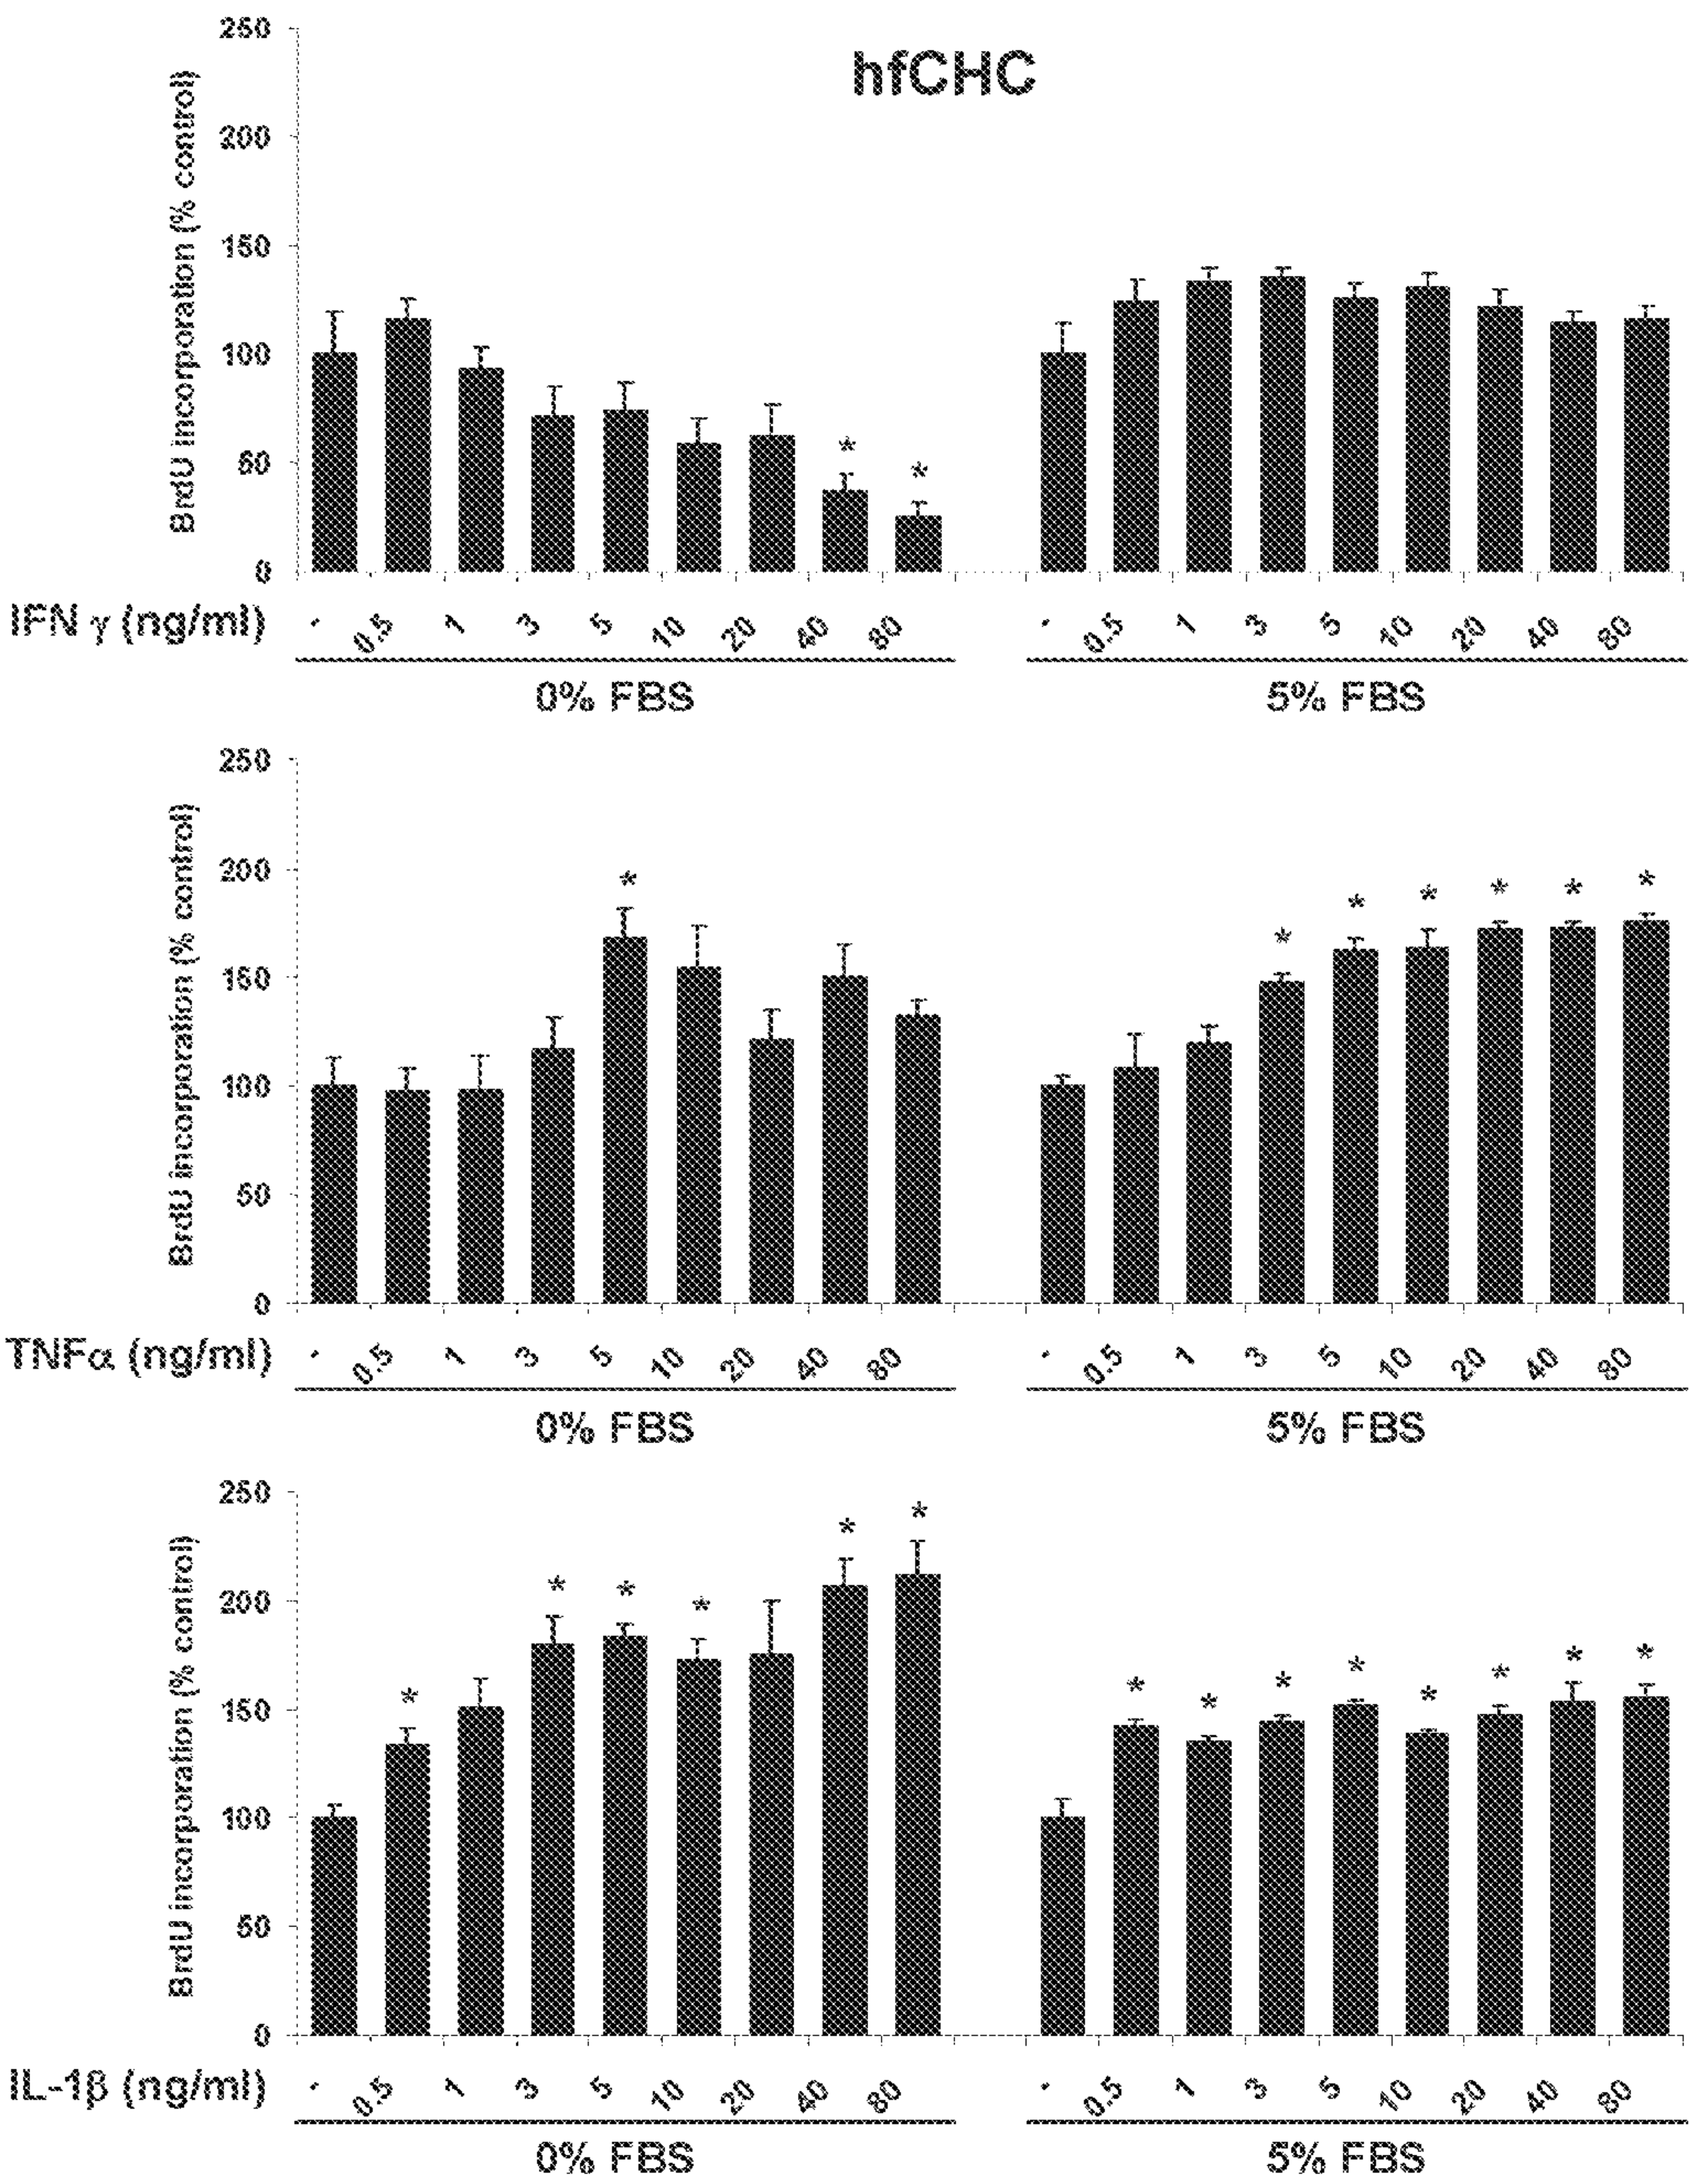 hfCHC
BrdU incorporation (% control)
250
200
150
100
50
0
IFN γ (ng/ml)
- 0.5 1 3 5 10 20 40 80
- 0.5 1 3 5 10 20 40 80
0% FBS
5% FBS
BrdU incorporation (% control)
250
200
150
100
50
0
* * * * * * *
* *
TNFα (ng/ml)
- 0.5 1 3 5 10 20 40 80
- 0.5 1 3 5 10 20 40 80
0% FBS
5% FBS
BrdU incorporation (% control)
250
200
150
100
50
0
* * * * * *
* * * * * * * *
IL-1β (ng/ml)
- 0.5 1 3 5 10 20 40 80
- 0.5 1 3 5 10 20 40 80
0% FBS
5% FBS